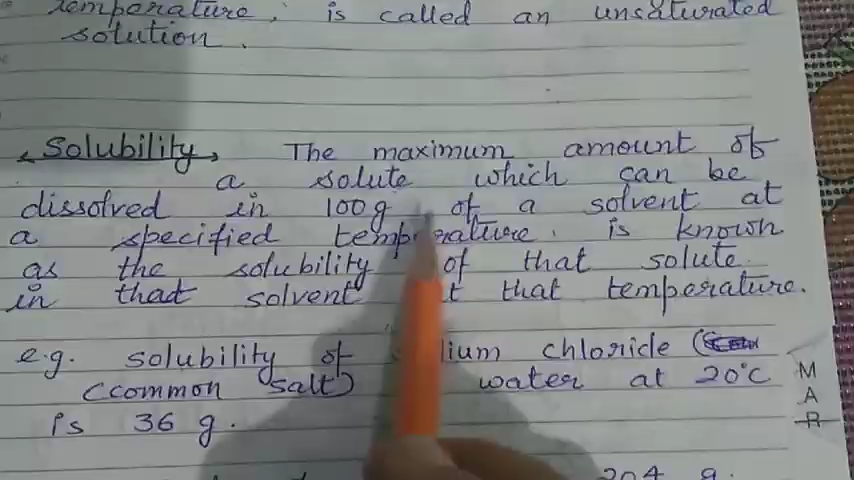 temperature, is called an unsaturated
solution.
Solubility The maximum amount of
a solute which can be
dissolved in 100g of a solvent at
a specified temperature. is known
as the solubility of that solute
in that solvent t that temperature.
e.g. solubility of dium chloride (
(common salt) water at 20°C
is 36 g.
204 g.
M
A
R